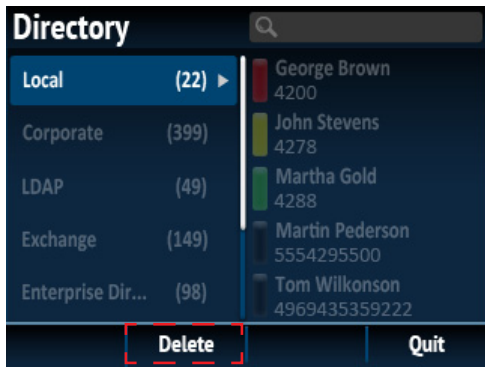 Directory
Local (22)
Corporate (399)
LDAP (49)
Exchange (149)
Enterprise Dir... (98)
George Brown
4200
John Stevens
4278
Martha Gold
4288
Martin Pederson
5554295500
Tom Wilkonson
4969435359222
Delete
Quit